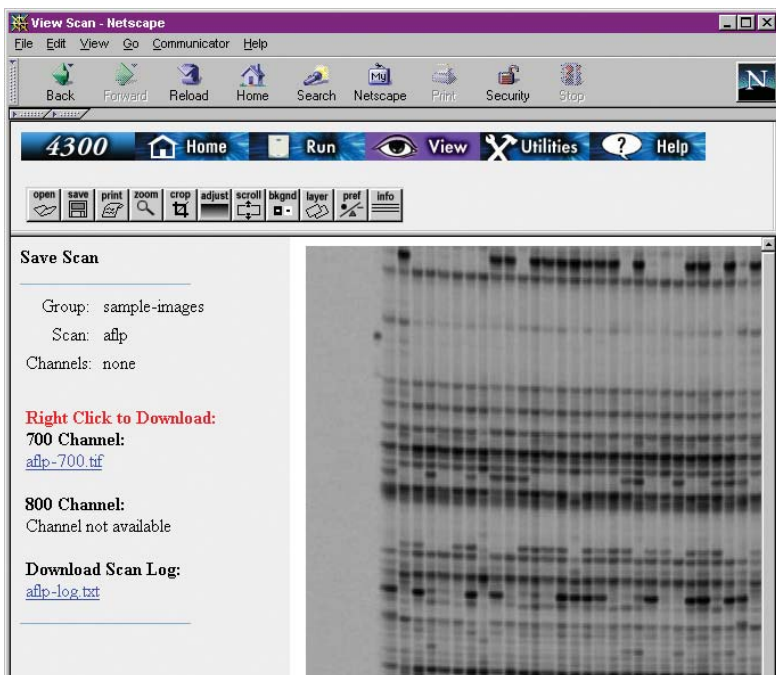 View Scan - Netscape
File Edit View Go Communicator Help
Back Forward Reload Home Search Netscape Print Security Stop
My
N
4300 Home Run View Utilities ? Help
open save print zoom crop adjust scroll bkgnd layer pref info
Save Scan
Group: sample-images
Scan: aflp
Channels: none
Right Click to Download:
700 Channel:
aflp-700.tif
800 Channel:
Channel not available
Download Scan Log:
aflp-log.txt